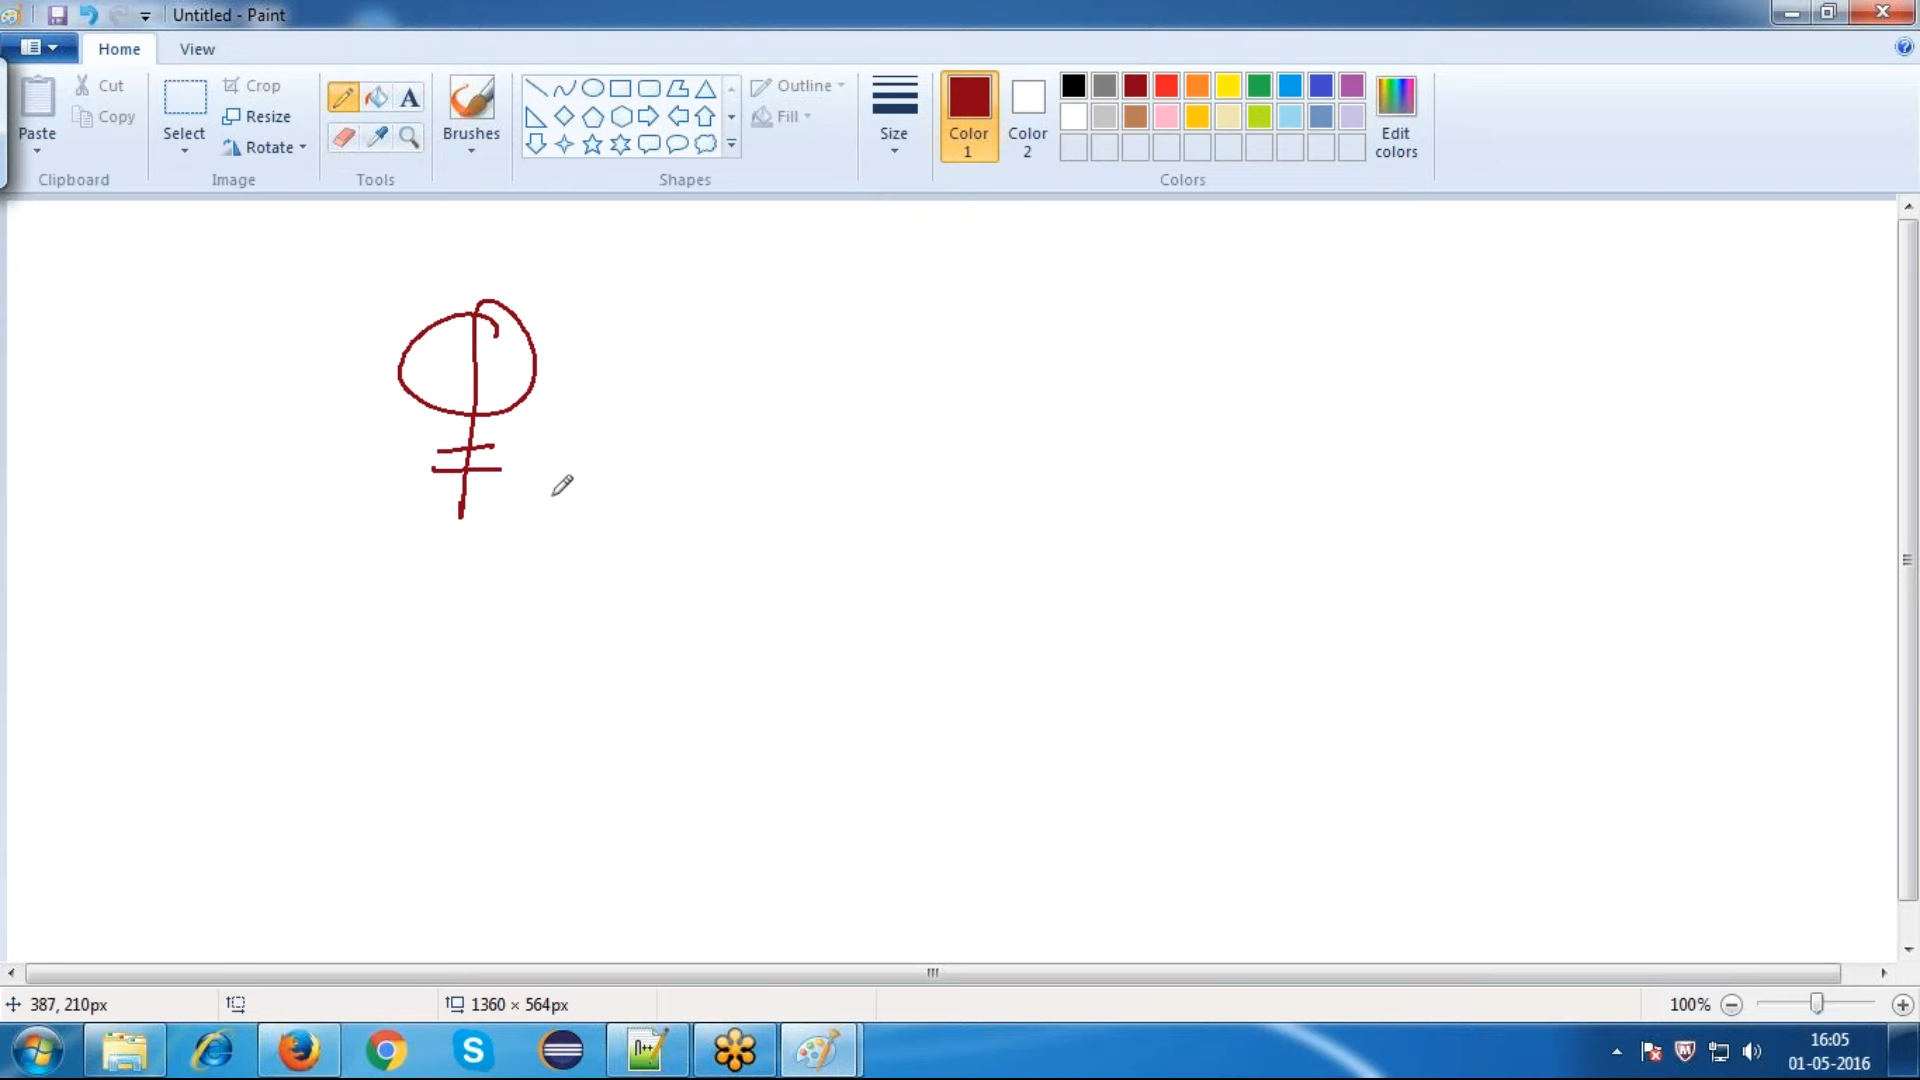 Untitled - Paint
Home View
Paste
Cut
Copy
Clipboard
Select
Crop
Resize
Rotate
Image
A
Tools
Brushes
Shapes
Outline
Fill
Size
Color 1
Color 2
Edit colors
Colors
387, 210px
1360 × 564px
100%
16:05
01-05-2016